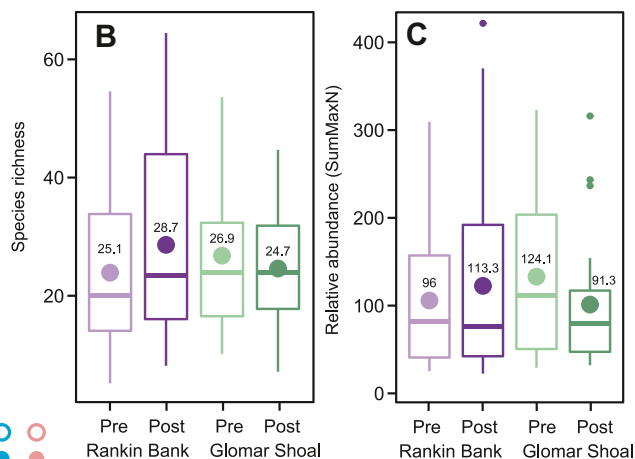 B
Species richness
60
40
20
25.1
28.7
26.9
24.7
Pre Post Pre Post
Rankin Bank Glomar Shoal
C
Relative abundance (SumMaxN)
400
300
200
100
0
96
113.3
124.1
91.3
Pre Post Pre Post
Rankin Bank Glomar Shoal